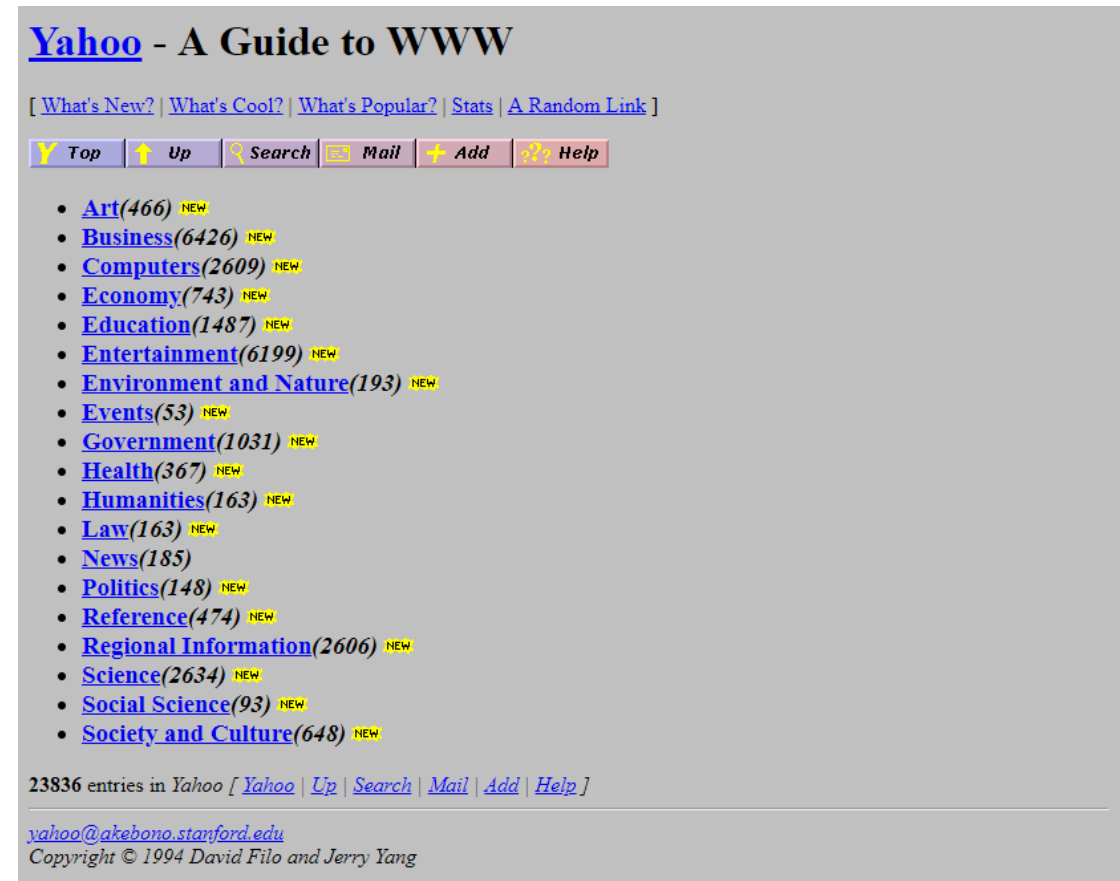 Yahoo - A Guide to WWW
[ What's New? | What's Cool? | What's Popular? | Stats | A Random Link ]
Top Up Search Mail Add Help
Art(466) NEW
Business(6426) NEW
Computers(2609) NEW
Economy(743) NEW
Education(1487) NEW
Entertainment(6199) NEW
Environment and Nature(193) NEW
Events(53) NEW
Government(1031) NEW
Health(367) NEW
Humanities(163) NEW
Law(163) NEW
News(185)
Politics(148) NEW
Reference(474) NEW
Regional Information(2606) NEW
Science(2634) NEW
Social Science(93) NEW
Society and Culture(648) NEW
23836 entries in Yahoo [ Yahoo | Up | Search | Mail | Add | Help ]
yahoo@akebono.stanford.edu
Copyright © 1994 David Filo and Jerry Yang